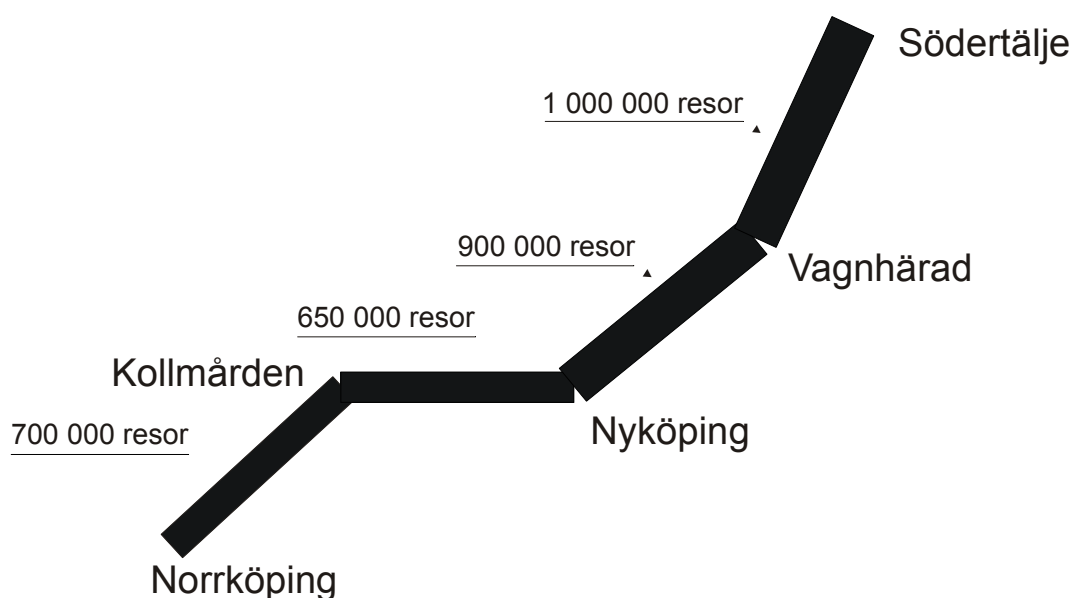 Södertälje
1 000 000 resor
900 000 resor
Vagnhärad
650 000 resor
Kollmården
Nyköping
700 000 resor
Norrköping